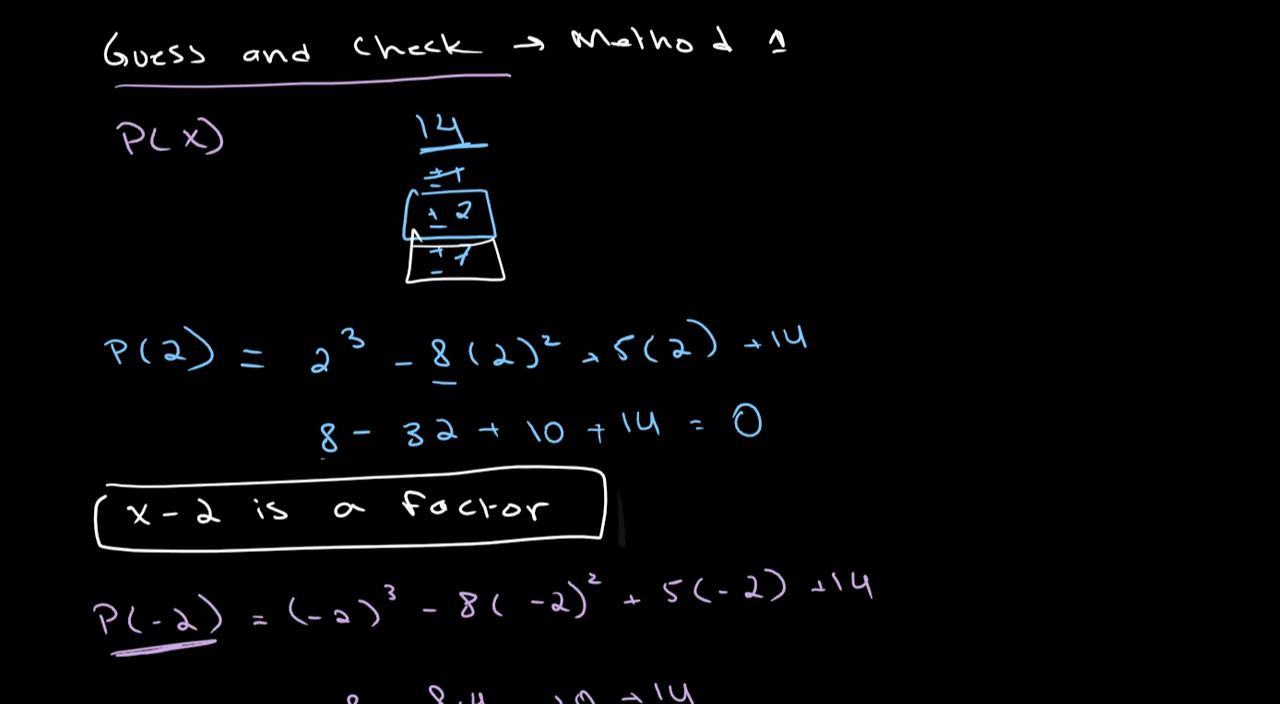 Guess and check → Method 1
P(x)
14
±1
±2
±7
P(2) = 2³ - 8(2)² + 5(2) + 14
8 - 32 + 10 + 14 = 0
x-2 is a factor
P(-2) = (-2)³ - 8(-2)² + 5(-2) + 14
+14